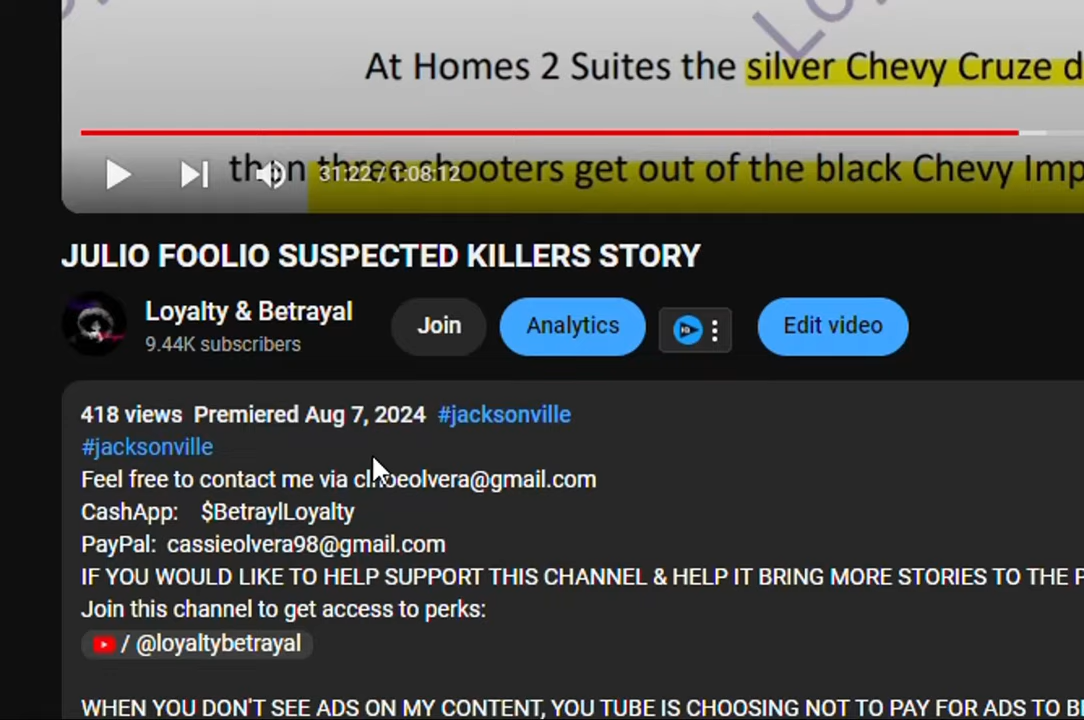 At Homes 2 Suites the silver Chevy Cruze d
then three shooters get out of the black Chevy Imp
31:22 / 1:08:12
JULIO FOOLIO SUSPECTED KILLERS STORY
Loyalty & Betrayal
9.44K subscribers
Join
Analytics
Edit video
418 views Premiered Aug 7, 2024 #jacksonville
#jacksonville
Feel free to contact me via
CashApp: $BetraylLoyalty
PayPal: cassieolvera98@gmail.com
IF YOU WOULD LIKE TO HELP SUPPORT THIS CHANNEL & HELP IT BRING MORE STORIES TO THE P
Join this channel to get access to perks:
/ @loyaltybetrayal
WHEN YOU DON'T SEE ADS ON MY CONTENT, YOU TUBE IS CHOOSING NOT TO PAY FOR ADS TO B